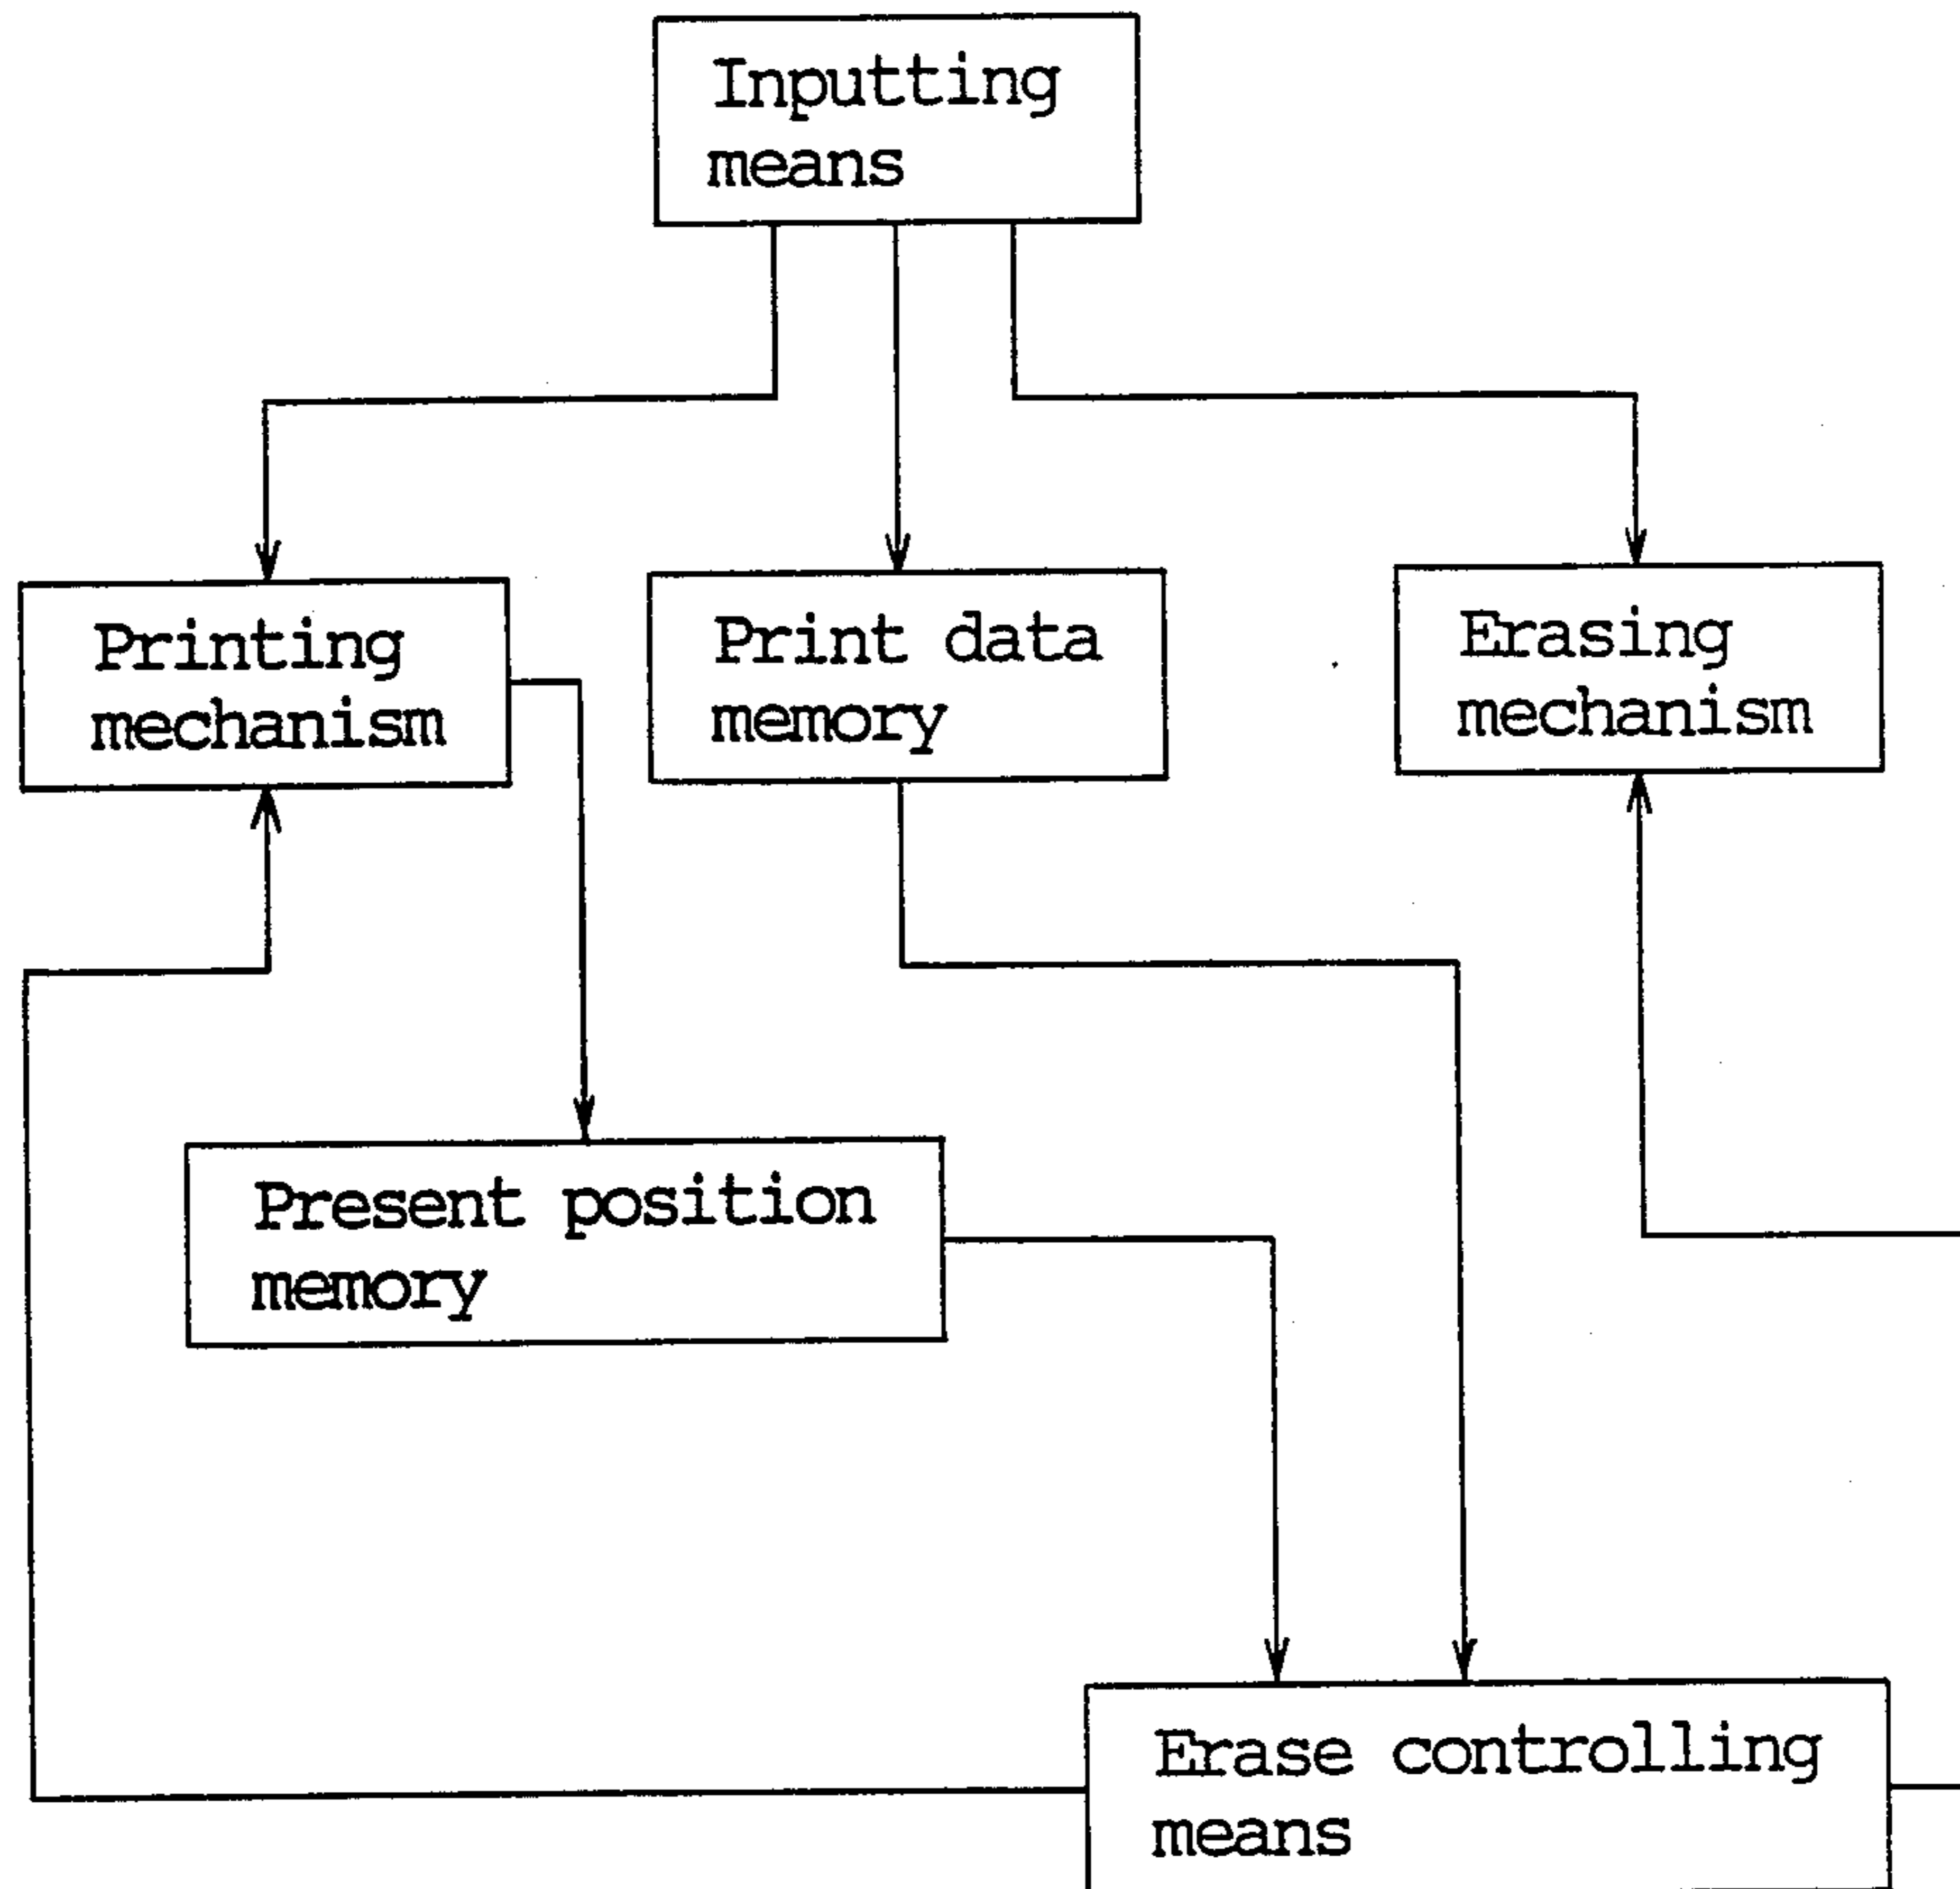 Inputting
means
Printing
mechanism
Print data
memory
Erasing
mechanism
Present position
memory
Erase controlling
means